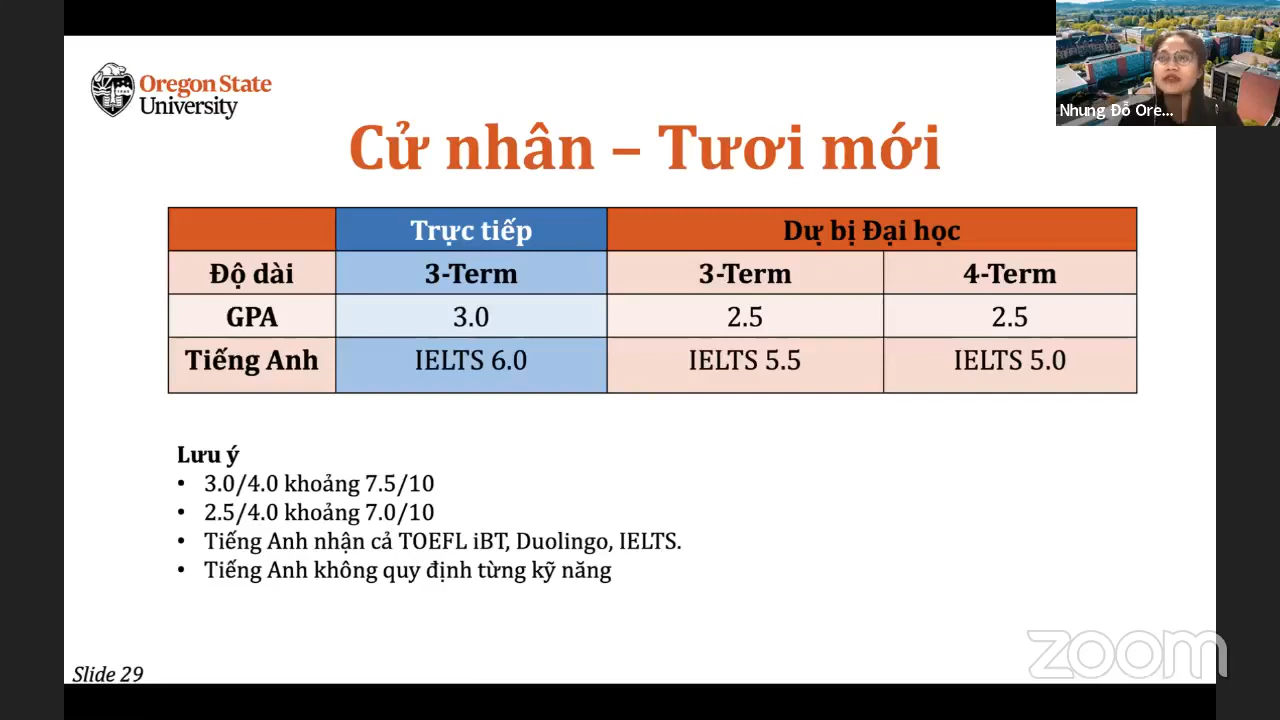 Oregon State
University
Nhung Đỗ Ore...
Cử nhân – Tươi mới
Trực tiếp Dự bị Đại học
Độ dài 3-Term 3-Term 4-Term
GPA 3.0 2.5 2.5
Tiếng Anh IELTS 6.0 IELTS 5.5 IELTS 5.0
Lưu ý
• 3.0/4.0 khoảng 7.5/10
• 2.5/4.0 khoảng 7.0/10
• Tiếng Anh nhận cả TOEFL iBT, Duolingo, IELTS.
• Tiếng Anh không quy định từng kỹ năng
zoom
Slide 29